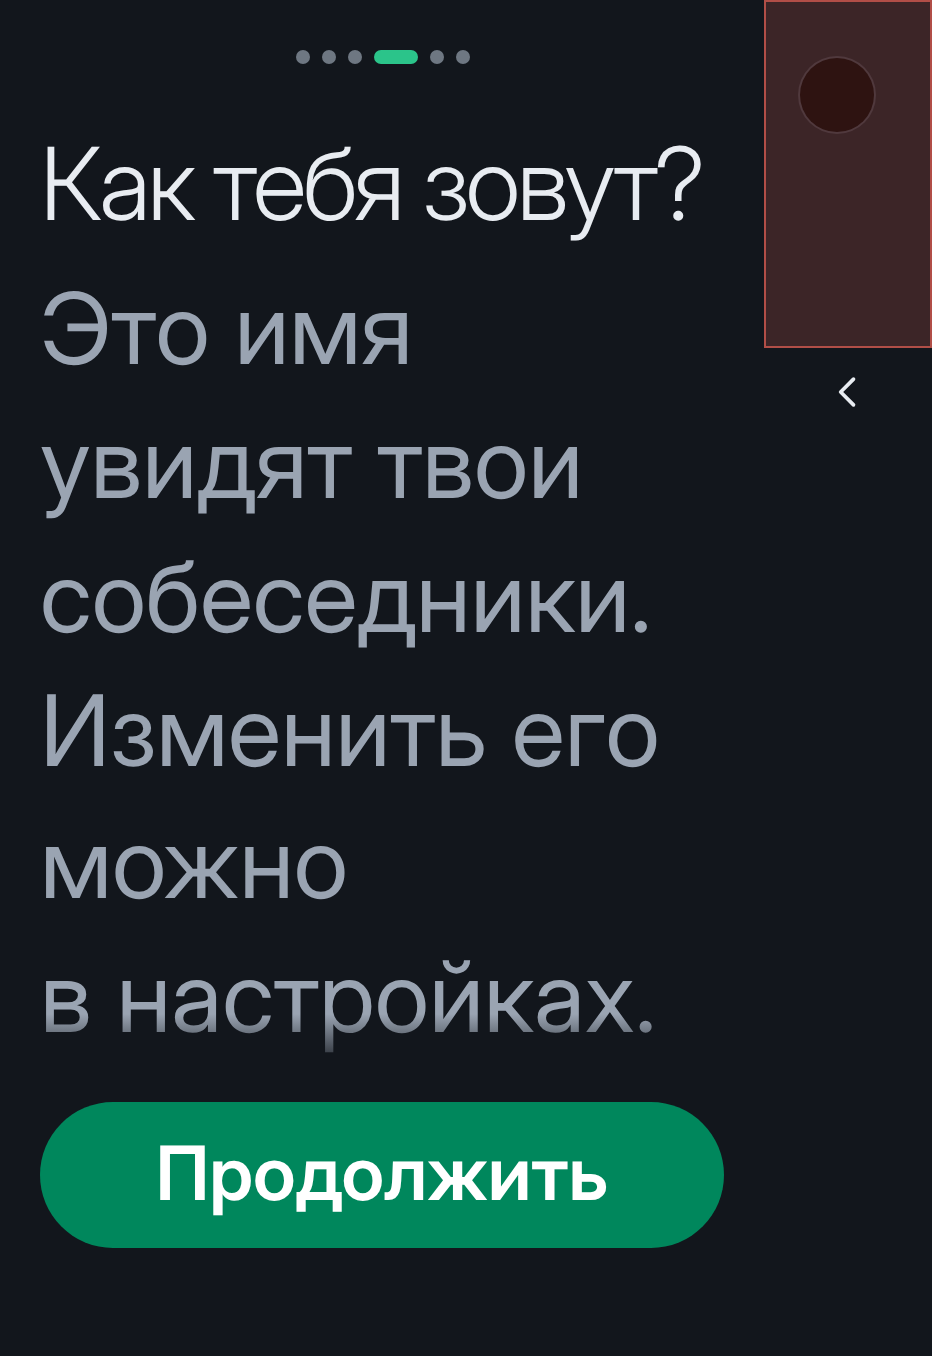 Как тебя зовут?
Это имя
увидят твои
собеседники.
Изменить его
можно
в настройках.
Продолжить